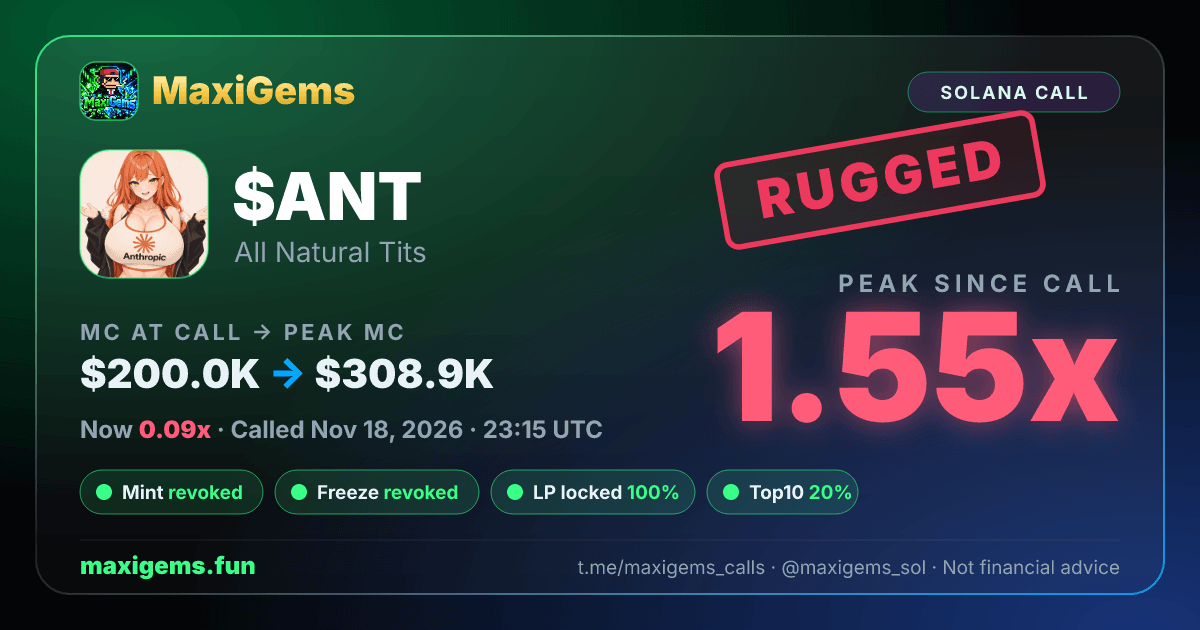 MaxiGems
MaxiGems
SOLANA CALL
RUGGED
$ANT
All Natural Tits
Anthropic
PEAK SINCE CALL
1.55x
MC AT CALL → PEAK MC
$200.0K → $308.9K
Now 0.09x · Called Nov 18, 2026 · 23:15 UTC
Mint revoked
Freeze revoked
LP locked 100%
Top10 20%
maxigems.fun
t.me/maxigems_calls · @maxigems_sol · Not financial advice